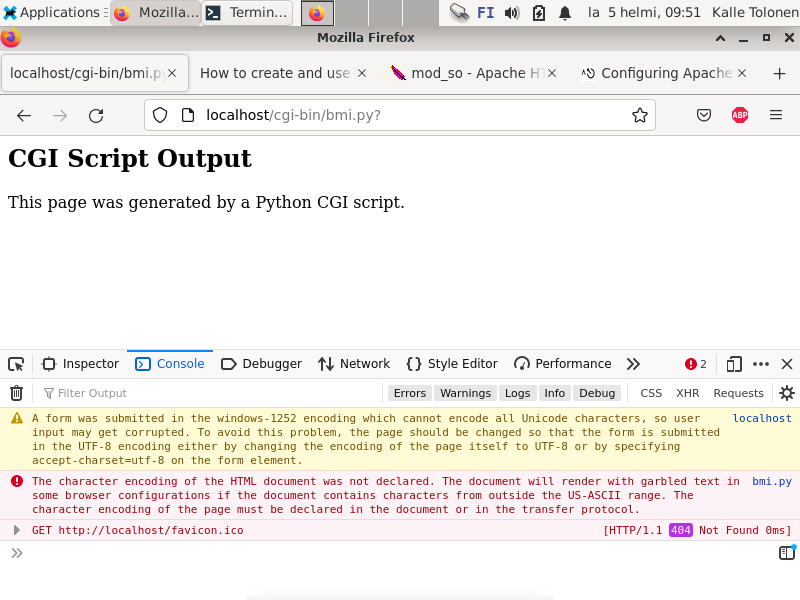 Applications Mozilla... Termin... FI la 5 helmi, 09:51 Kalle Tolonen
Mozilla Firefox
localhost/cgi-bin/bmi.py How to create and use mod_so - Apache HT Configuring Apache
localhost/cgi-bin/bmi.py? ABP
CGI Script Output
This page was generated by a Python CGI script.
Inspector Console Debugger Network Style Editor Performance 2
Filter Output Errors Warnings Logs Info Debug CSS XHR Requests
A form was submitted in the windows-1252 encoding which cannot encode all Unicode characters, so user localhost
input may get corrupted. To avoid this problem, the page should be changed so that the form is submitted
in the UTF-8 encoding either by changing the encoding of the page itself to UTF-8 or by specifying
accept-charset=utf-8 on the form element.
The character encoding of the HTML document was not declared. The document will render with garbled text in bmi.py
some browser configurations if the document contains characters from outside the US-ASCII range. The
character encoding of the page must be declared in the document or in the transfer protocol.
GET http://localhost/favicon.ico [HTTP/1.1 404 Not Found 0ms]